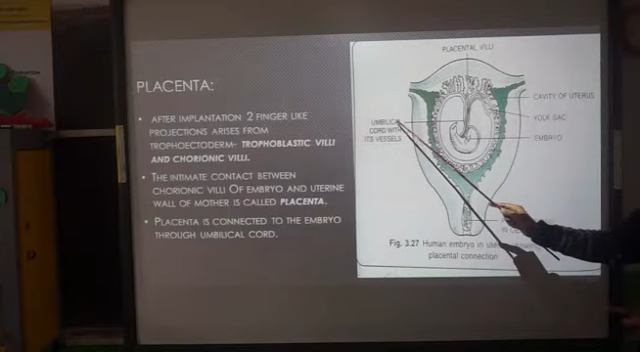 PLACENTA:
• AFTER IMPLANTATION 2 FINGER LIKE
PROJECTIONS ARISES FROM
TROPHOECTODERM- TROPHOBLASTIC VILLI
AND CHORIONIC VILLI.
• THE INTIMATE CONTACT BETWEEN
CHORIONIC VILLI OF EMBRYO AND UTERINE
WALL OF MOTHER IS CALLED PLACENTA.
• PLACENTA IS CONNECTED TO THE EMBRYO
THROUGH UMBILICAL CORD.
PLACENTAL VILLI
CAVITY OF UTERUS
YOLK SAC
EMBRYO
UMBILICAL
CORD WITH
ITS VESSELS
IN
Fig. 3.27 Human embryo in
placental connection